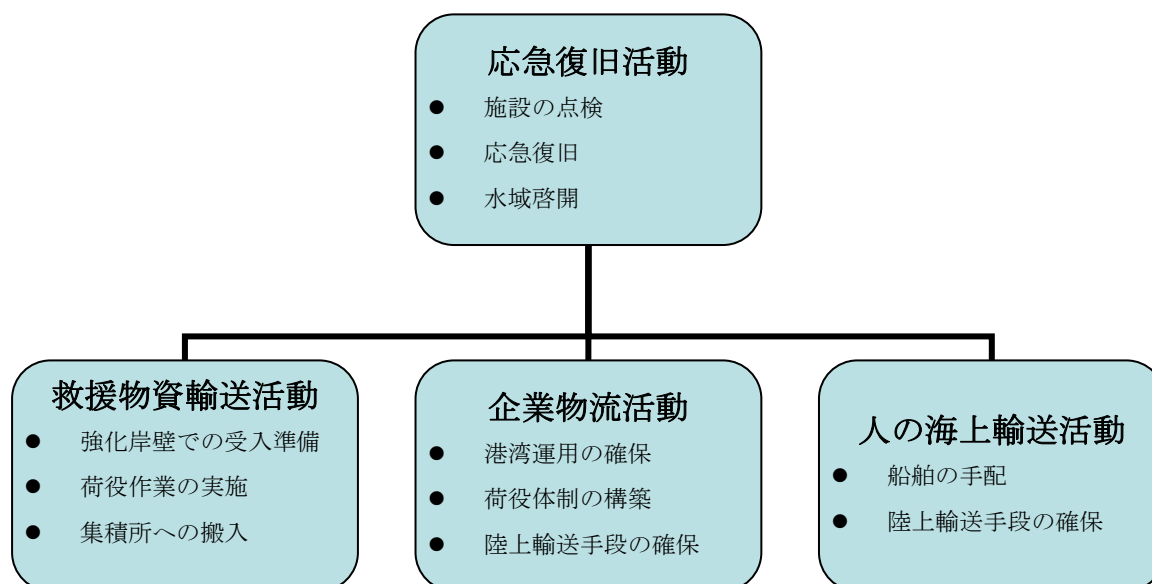 応急復旧活動
● 施設の点検
● 応急復旧
● 水域啓開
救援物資輸送活動
● 強化岸壁での受入準備
● 荷役作業の実施
● 集積所への搬入
企業物流活動
● 港湾運用の確保
● 荷役体制の構築
● 陸上輸送手段の確保
人の海上輸送活動
● 船舶の手配
● 陸上輸送手段の確保